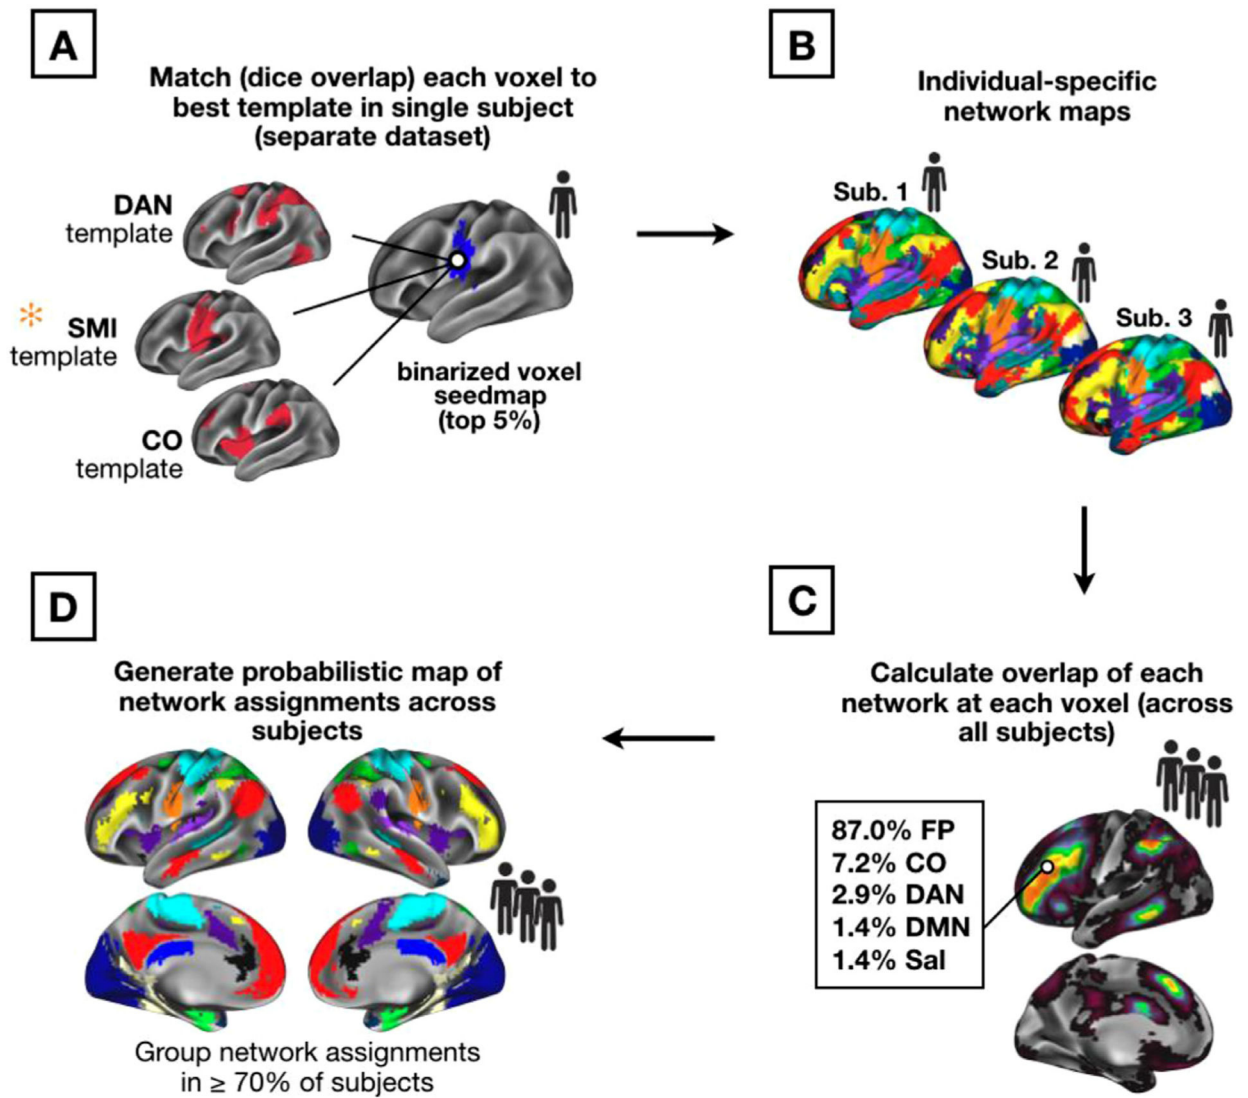 A
Match (dice overlap) each voxel to
best template in single subject
(separate dataset)
DAN
template
* SMI
template
CO
template
binarized voxel
seedmap
(top 5%)
B
Individual-specific
network maps
Sub. 1
Sub. 2
Sub. 3
C
Calculate overlap of each
network at each voxel (across
all subjects)
87.0% FP
7.2% CO
2.9% DAN
1.4% DMN
1.4% Sal
D
Generate probabilistic map of
network assignments across
subjects
Group network assignments
in ≥ 70% of subjects